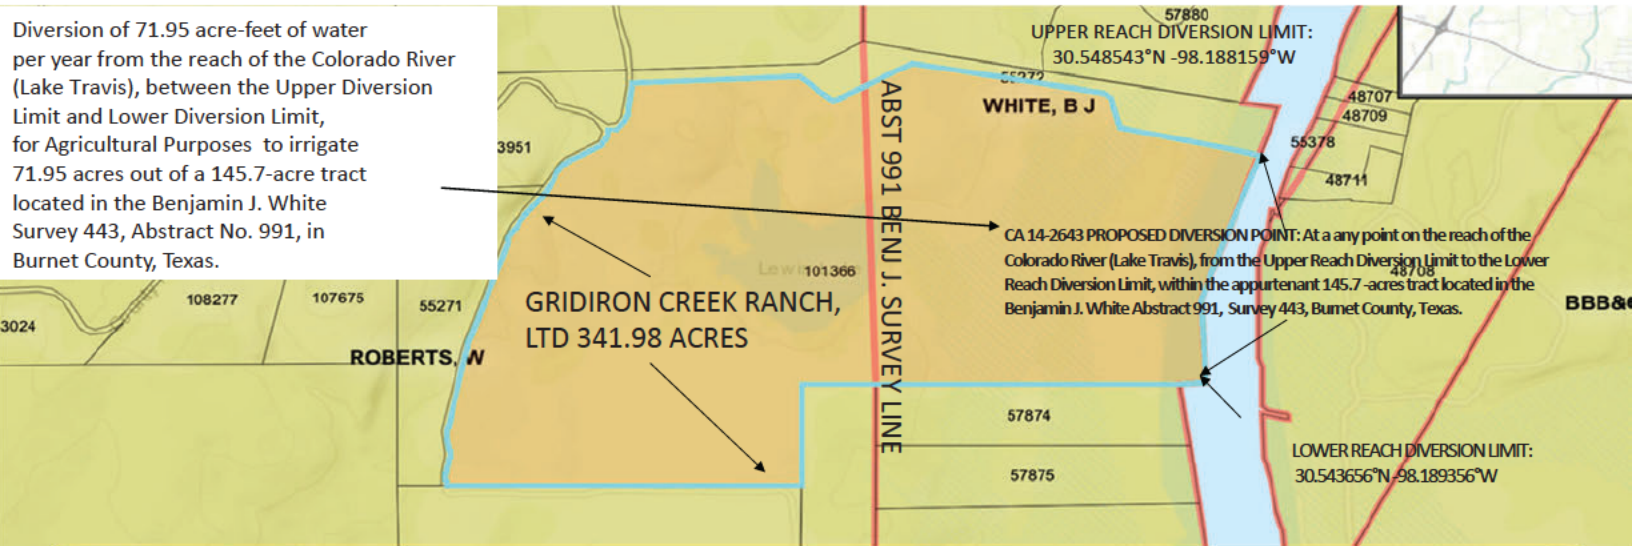 Diversion of 71.95 acre-feet of water
per year from the reach of the Colorado River
(Lake Travis), between the Upper Diversion
Limit and Lower Diversion Limit,
for Agricultural Purposes to irrigate
71.95 acres out of a 145.7-acre tract
located in the Benjamin J. White
Survey 443, Abstract No. 991, in
Burnet County, Texas.
57880
UPPER REACH DIVERSION LIMIT:
30.548543°N -98.188159°W
55272
WHITE, B J
48707
48709
55378
48711
3951
ABST 991 BENJ J. SURVEY LINE
CA 14-2643 PROPOSED DIVERSION POINT: At a any point on the reach of the
Colorado River (Lake Travis), from the Upper Reach Diversion Limit to the Lower
Reach Diversion Limit, within the appurtenant 145.7 -acres tract located in the
Benjamin J. White Abstract 991, Survey 443, Burnet County, Texas.
48708
BBB&
101366
108277
107675
55271
3024
GRIDIRON CREEK RANCH,
LTD 341.98 ACRES
ROBERTS, W
57874
57875
LOWER REACH DIVERSION LIMIT:
30.543656°N -98.189356°W